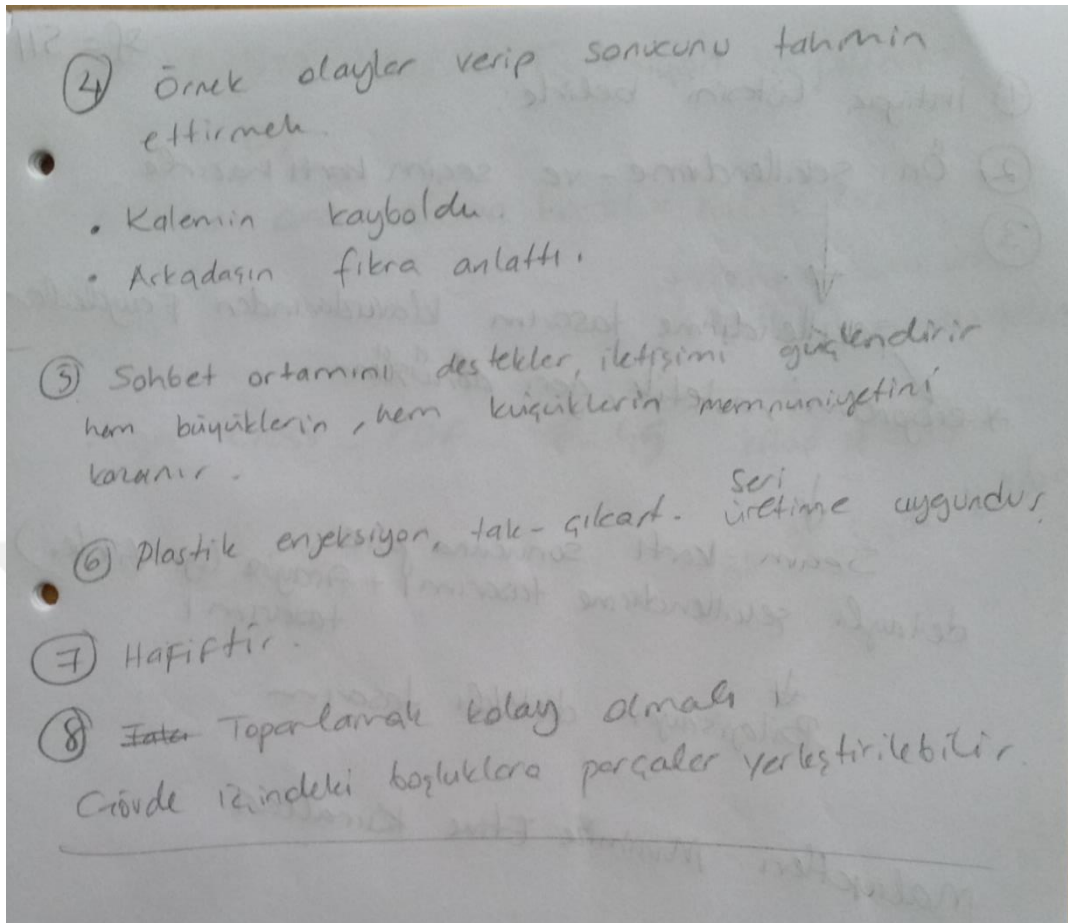 ④ Örnek olaylar verip sonucunu tahmin
ettirmek.
• Kalemin kayboldu.
• Arkadaşın fıkra anlattı.
⑤ Sohbet ortamını destekler, iletişimi güçlendirir
hem büyüklerin, hem küçüklerin memnuniyetini
kazanır.
⑥ Plastik enjeksiyon, tak-çıkart. seri üretime uygundur.
⑦ Hafiftir.
⑧ Toparlamak kolay olmalı
Gövde içindeki boşluklara parçalar yerleştirilebilir.